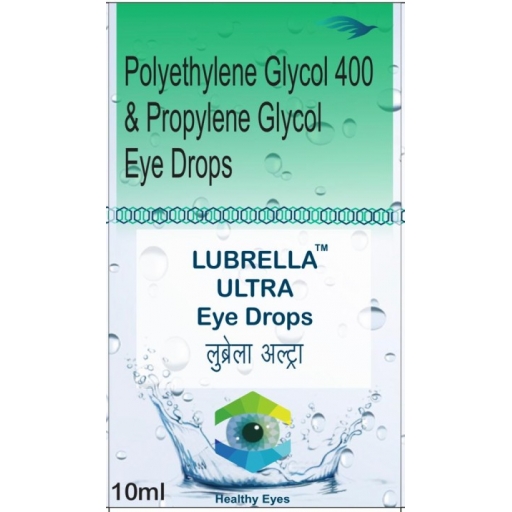 Polyethylene Glycol 400
& Propylene Glycol
Eye Drops
LUBRELLA™
ULTRA
Eye Drops
लुब्रेला अल्ट्रा
10ml
Healthy Eyes